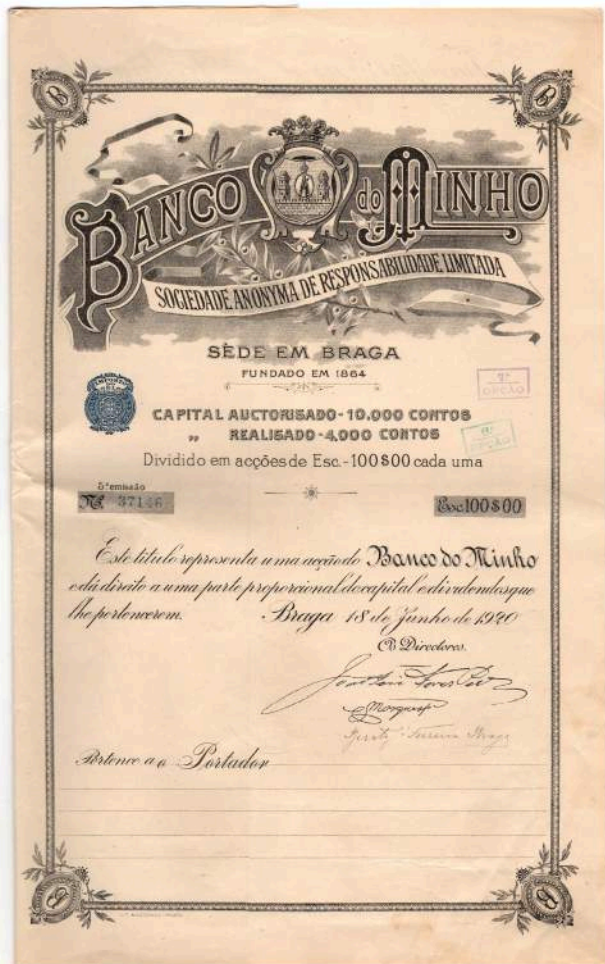 BANCO do MINHO
SOCIEDADE ANONYMA DE RESPONSABILIDADE LIMITADA
SÉDE EM BRAGA
FUNDADO EM 1864
CAPITAL AUCTORISADO - 10.000 CONTOS
„ REALISADO - 4,000 CONTOS
Dividido em acções de Esc. - 100$00 cada uma
5ª emissão
Nº 37146
Esc 100$00
Este titulo representa uma acção do Banco do Minho
e dá direito a uma parte proporcional do capital e dividendos que
lhe pertencerem. Braga 18 de Junho de 1920
Os Directores.
Pertence a o Portador
OPÇÃO
OPÇÃO